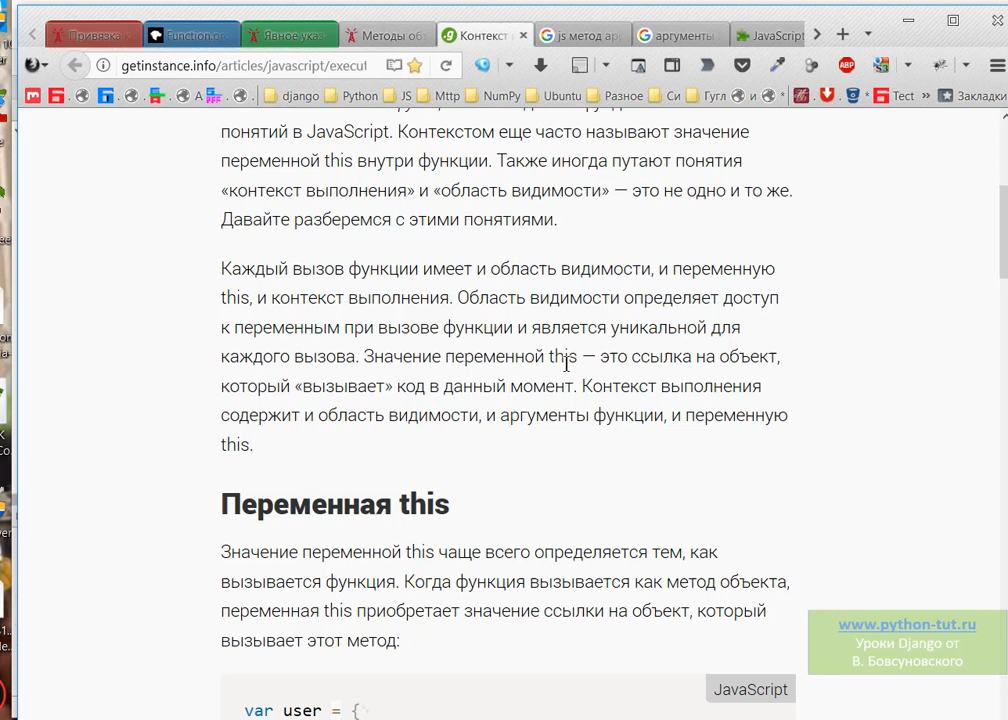 Привязка
Function.pr
Явное указ
Методы об
Контекст
js метод ap
аргументы
JavaScript
getinstance.info/articles/javascript/execut
ABP
django
Python
JS
Mttp
NumPy
Ubuntu
Разное
Си
Гугл
и
Тест
»
Закладки
понятий в JavaScript. Контекстом еще часто называют значение
переменной this внутри функции. Также иногда путают понятия
«контекст выполнения» и «область видимости» — это не одно и то же.
Давайте разберемся с этими понятиями.
Каждый вызов функции имеет и область видимости, и переменную
this, и контекст выполнения. Область видимости определяет доступ
к переменным при вызове функции и является уникальной для
каждого вызова. Значение переменной this — это ссылка на объект,
который «вызывает» код в данный момент. Контекст выполнения
содержит и область видимости, и аргументы функции, и переменную
this.
Переменная this
Значение переменной this чаще всего определяется тем, как
вызывается функция. Когда функция вызывается как метод объекта,
переменная this приобретает значение ссылки на объект, который
вызывает этот метод:
www.python-tut.ru
Уроки Django от
В. Бовсуновского
JavaScript
var user = {